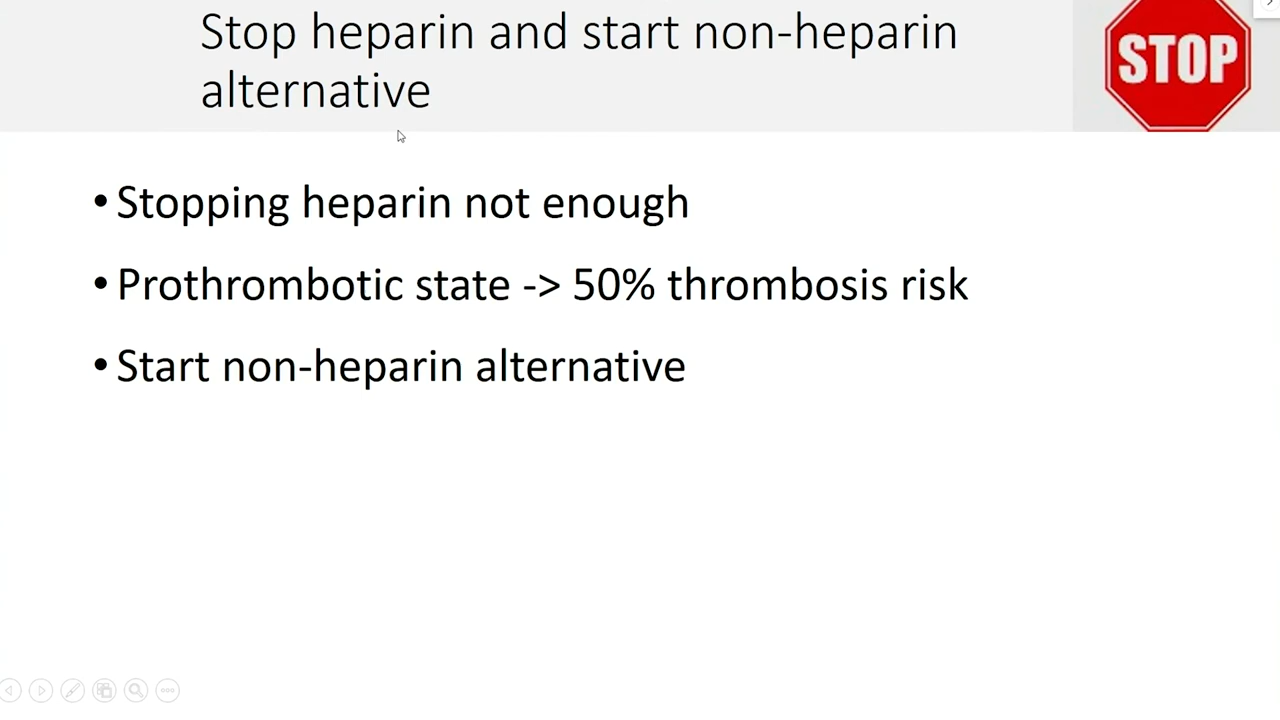 Stop heparin and start non-heparin
alternative
STOP
• Stopping heparin not enough
• Prothrombotic state -> 50% thrombosis risk
• Start non-heparin alternative